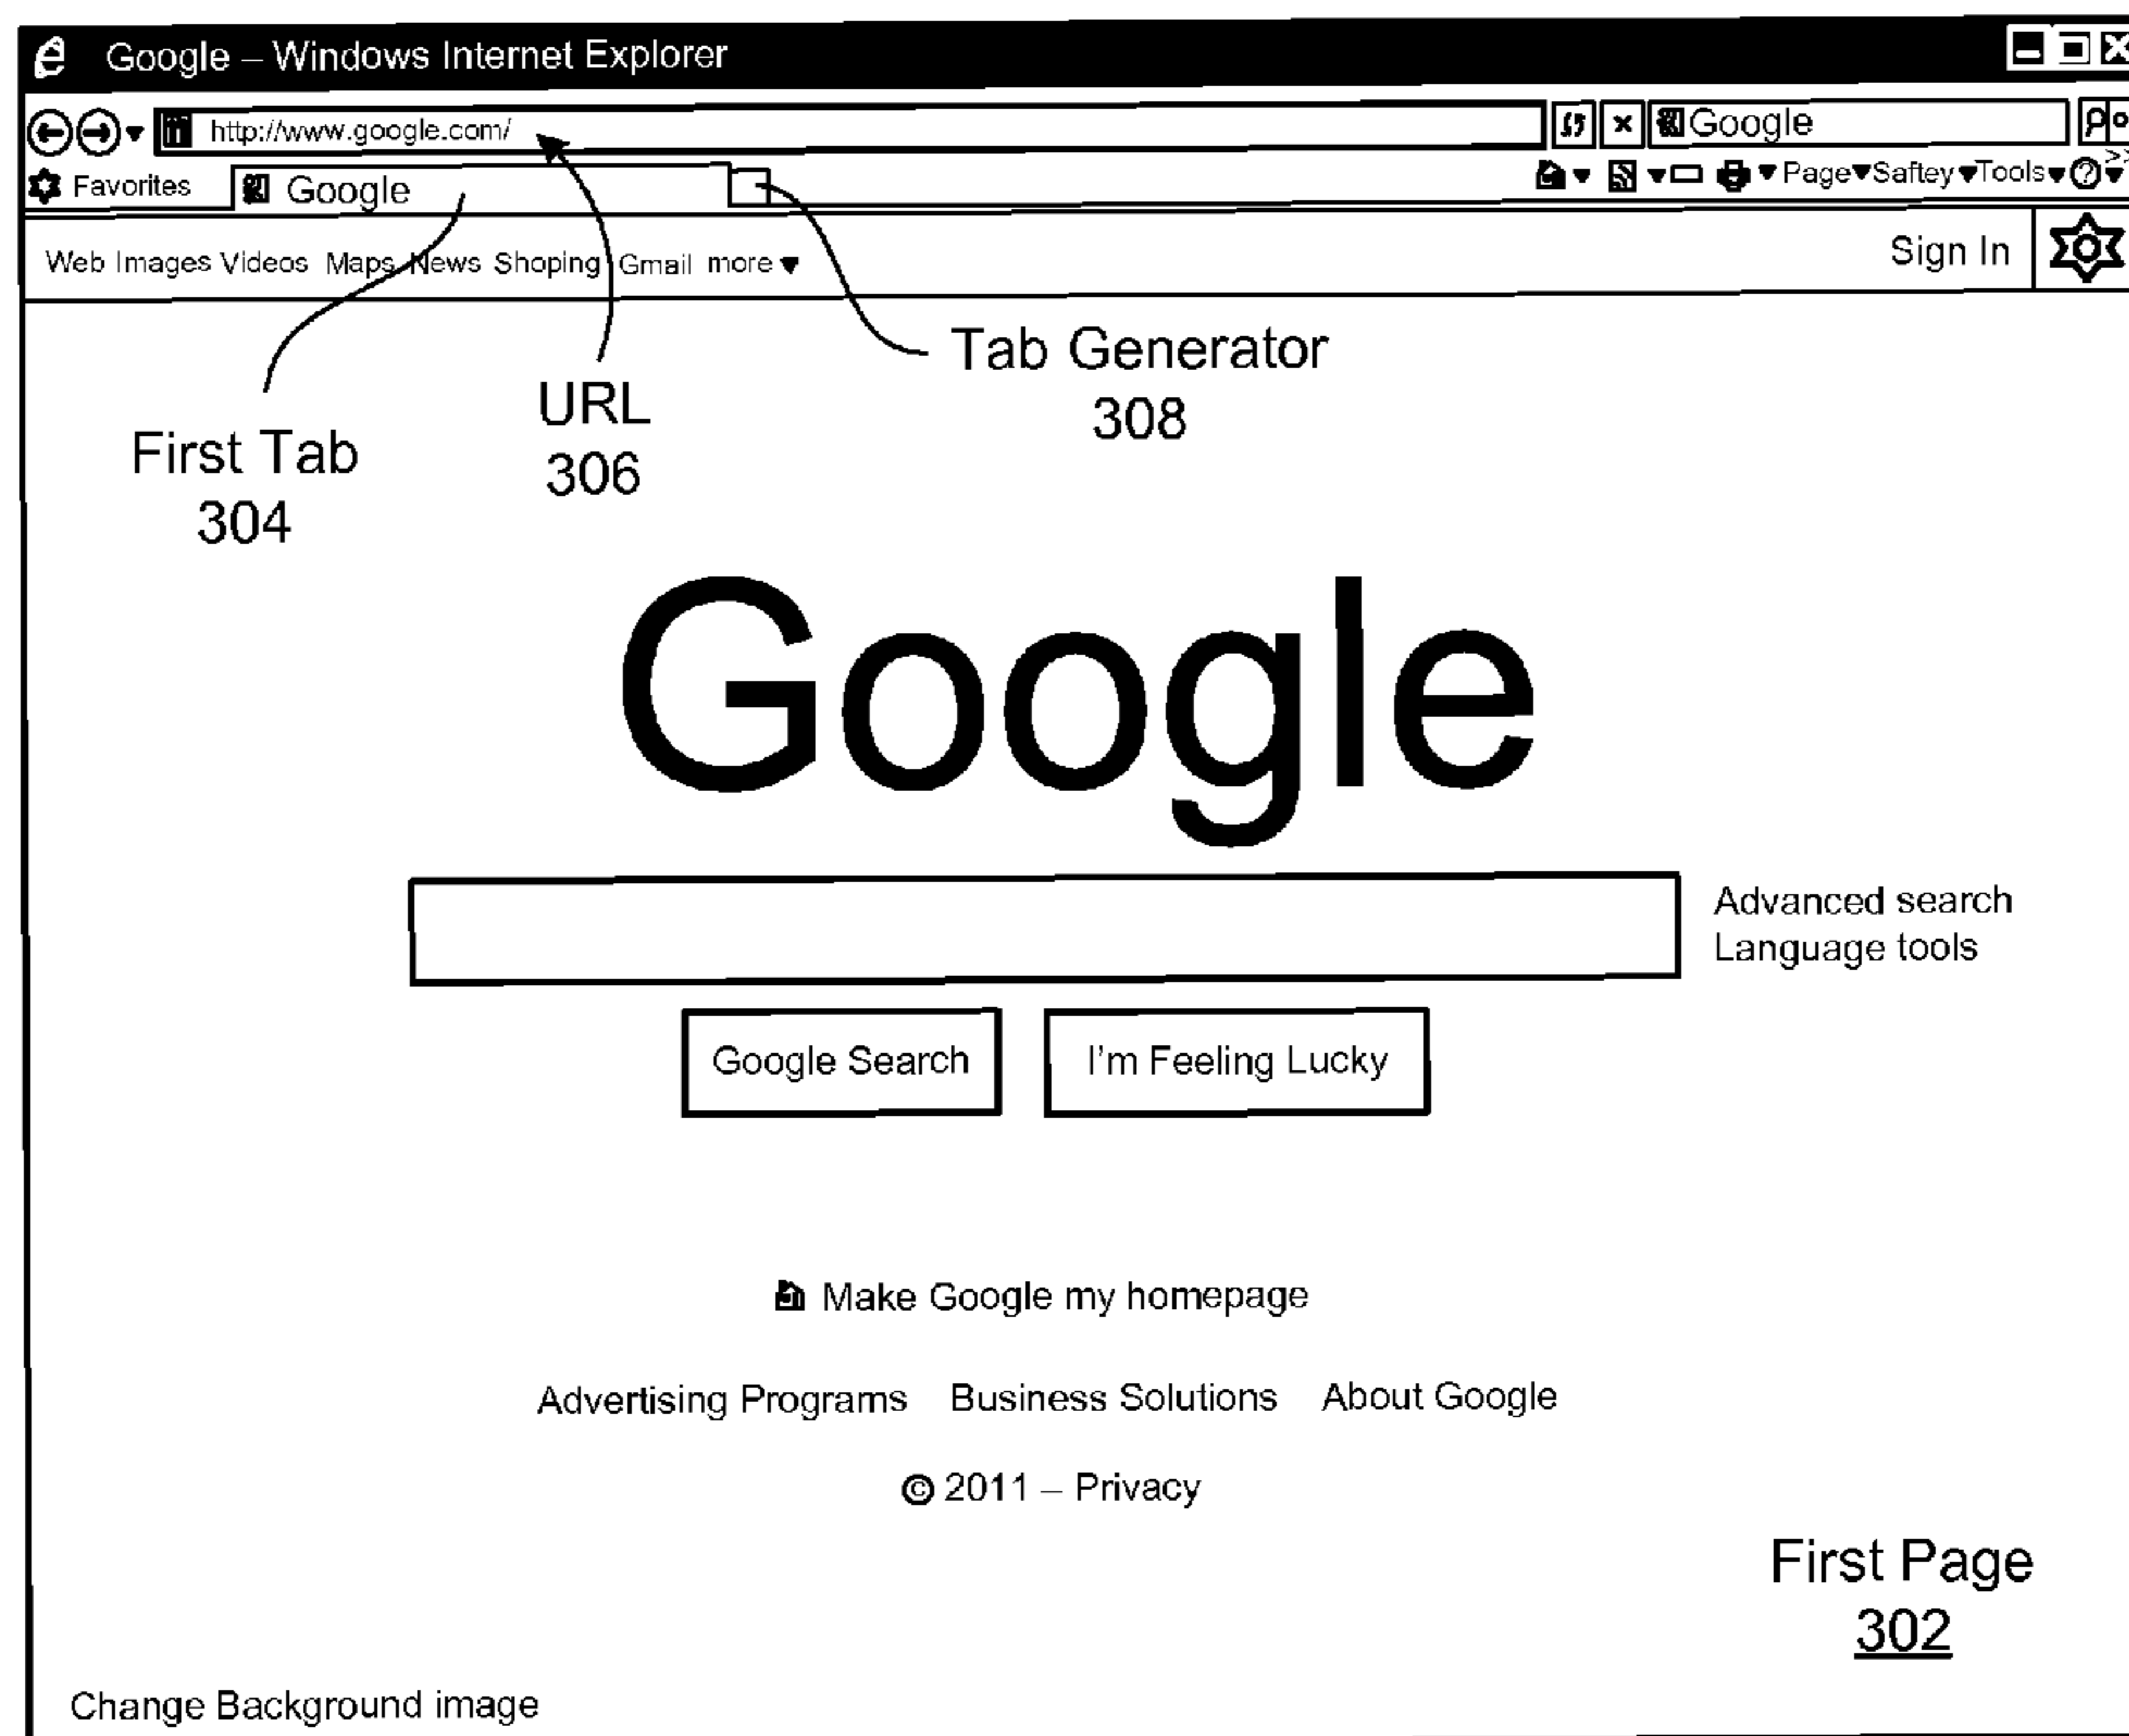 Google – Windows Internet Explorer
http://www.google.com/
Google
Favorites
Google
Page Saftey Tools ? >>
Web Images Videos Maps News Shoping Gmail more
Sign In
First Tab
304
URL
306
Tab Generator
308
Google
Advanced search
Language tools
Google Search
I'm Feeling Lucky
Make Google my homepage
Advertising Programs Business Solutions About Google
© 2011 – Privacy
First Page
302
Change Background image